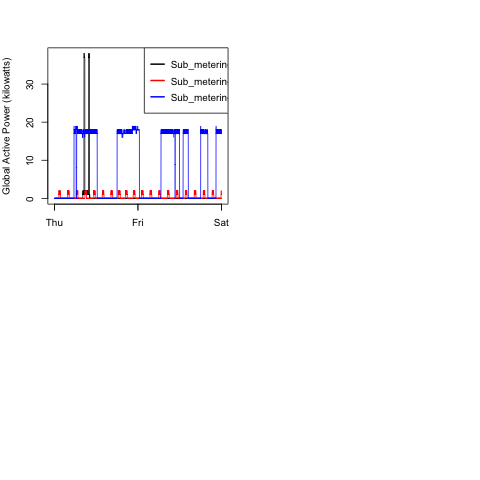 Global Active Power (kilowatts)
30
20
10
0
Sub_metering
Sub_metering
Sub_metering
Thu
Fri
Sat